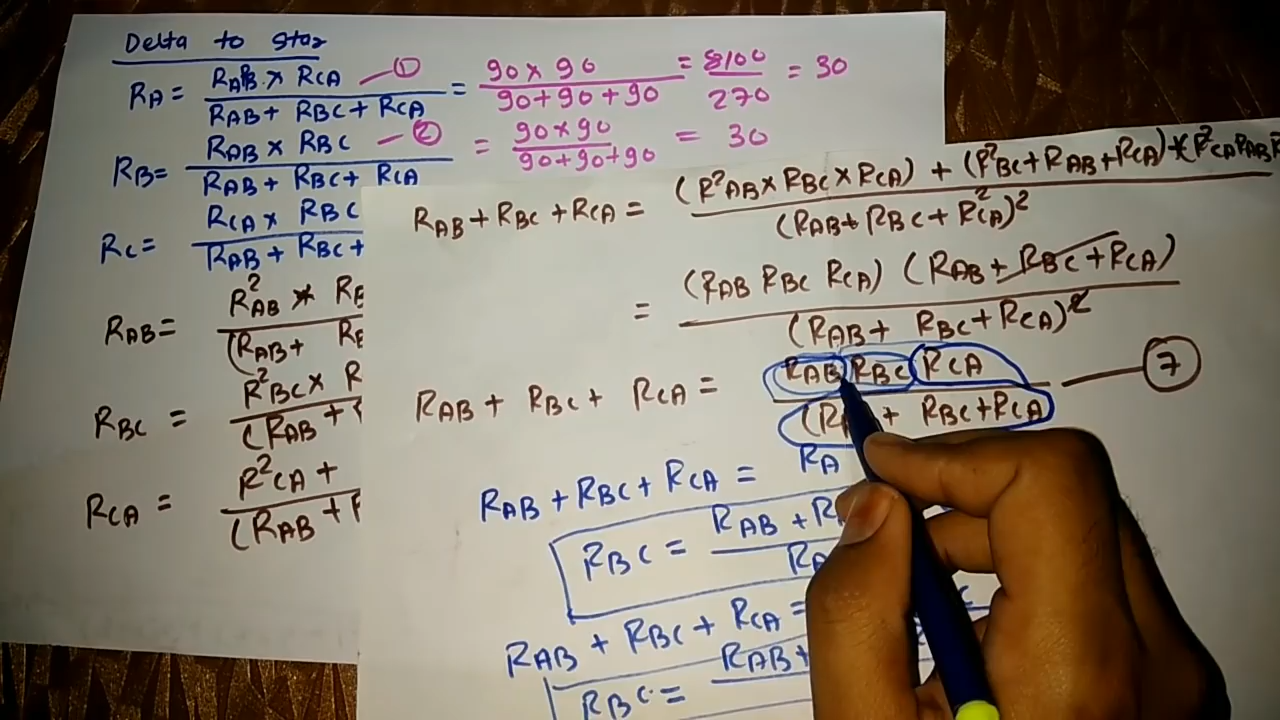 Delta to Star
RA = RAB × RCA / RAB + RBC + RCA — ① = 90 × 90 / 90 + 90 + 90 = 8100 / 270 = 30
RB = RAB × RBC / RAB + RBC + RCA — ② = 90 × 90 / 90 + 90 + 90 = 30
RC = RCA × RBC / RAB + RBC +
RAB = R²AB × / (RAB +
RBC = R²BC × / (RAB +
RCA = R²CA + / (RAB +
RAB + RBC + RCA = (R²AB × RBC × RCA) + (R²BC + RAB + RCA) + (R²CA RAB / (RAB + RBC + R²CA)²
= (RAB RBC RCA) (RAB + RBC + RCA) / (RAB + RBC + RCA)²
RAB + RBC + RCA = RAB RBC RCA / ( + RBC + RCA) — ⑦
RAB + RBC + RCA = RA
RBC = RAB + /
RAB + RBC + RCA =
RBC = RAB +